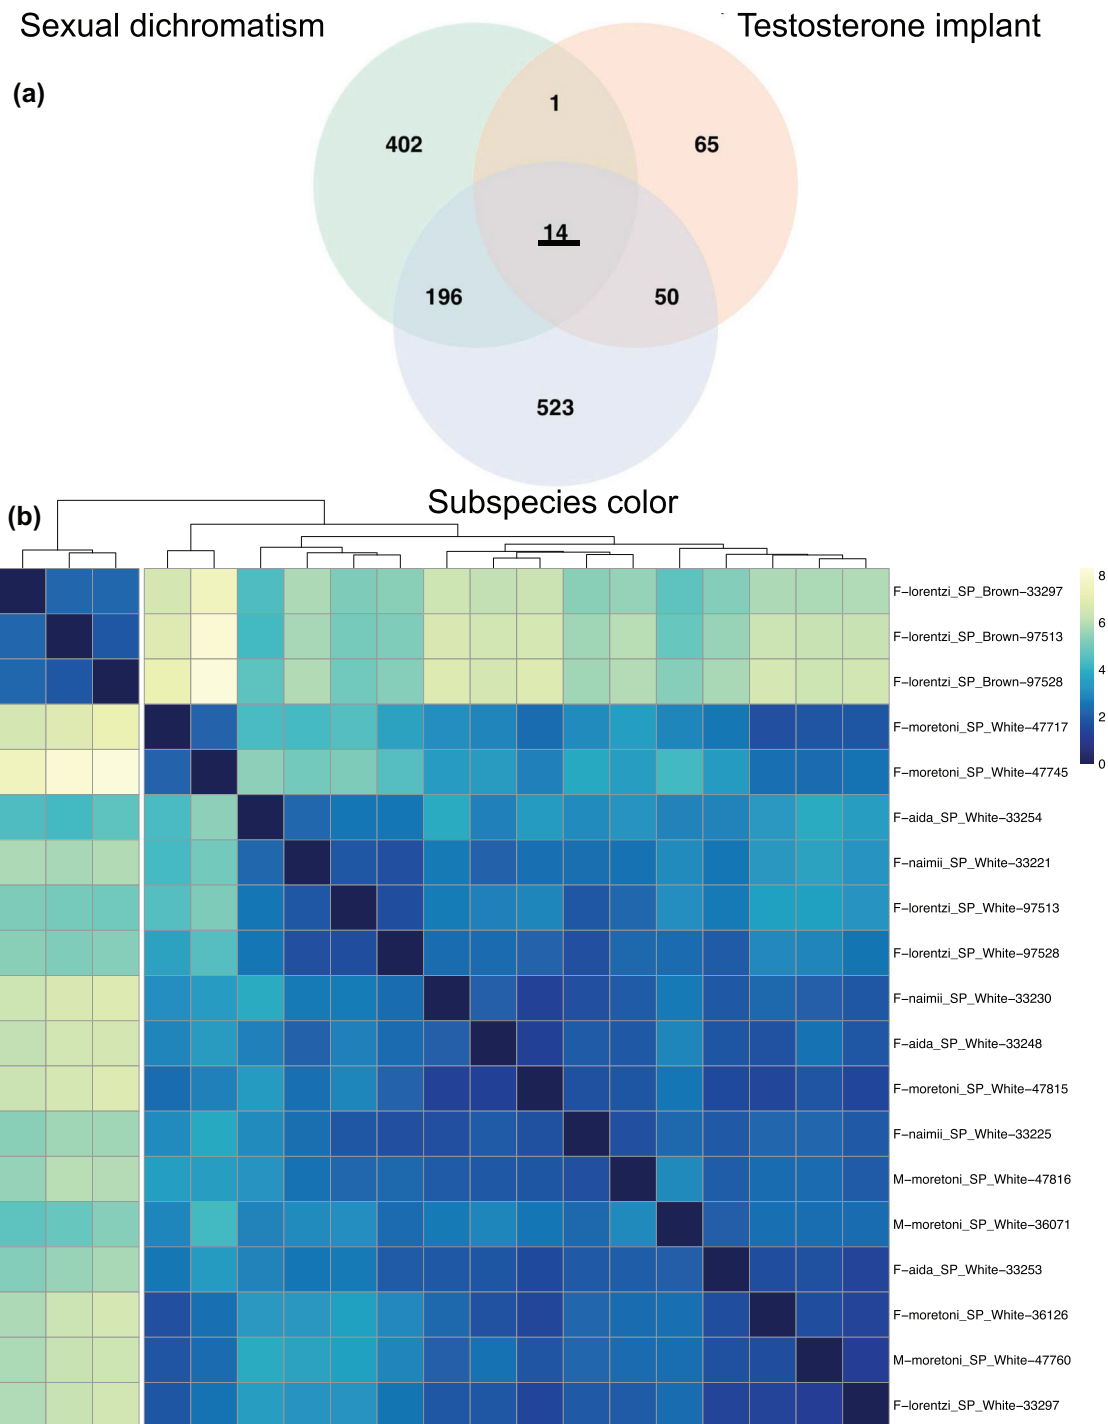 Sexual dichromatism
Testosterone implant
(a)
1
402
65
14
196
50
523
Subspecies color
(b)
8
6
4
2
0
F-lorentzi_SP_Brown-33297
F-lorentzi_SP_Brown-97513
F-lorentzi_SP_Brown-97528
F-moretoni_SP_White-47717
F-moretoni_SP_White-47745
F-aida_SP_White-33254
F-naimii_SP_White-33221
F-lorentzi_SP_White-97513
F-lorentzi_SP_White-97528
F-naimii_SP_White-33230
F-aida_SP_White-33248
F-moretoni_SP_White-47815
F-naimii_SP_White-33225
M-moretoni_SP_White-47816
M-moretoni_SP_White-36071
F-aida_SP_White-33253
F-moretoni_SP_White-36126
M-moretoni_SP_White-47760
F-lorentzi_SP_White-33297